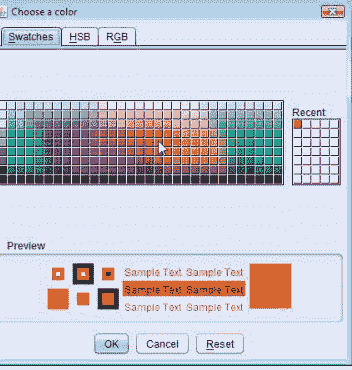 Choose a color
Swatches HSB RGB
Recent
Preview
Sample Text Sample Text
Sample Text Sample Text
Sample Text Sample Text
OK Cancel Reset